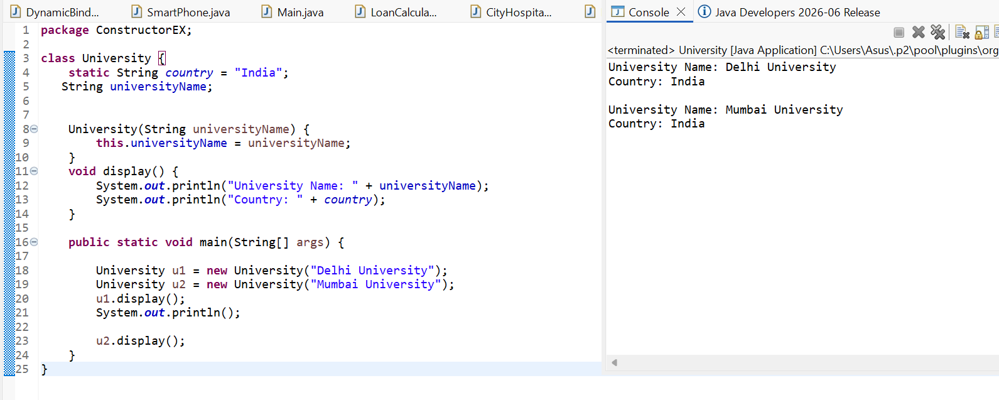 DynamicBind... SmartPhone.java Main.java LoanCalcula... CityHospita...
1 package ConstructorEX;
2
3 class University {
4     static String country = "India";
5    String universityName;
6
7
8     University(String universityName) {
9         this.universityName = universityName;
10     }
11     void display() {
12         System.out.println("University Name: " + universityName);
13         System.out.println("Country: " + country);
14     }
15
16     public static void main(String[] args) {
17
18         University u1 = new University("Delhi University");
19         University u2 = new University("Mumbai University");
20         u1.display();
21         System.out.println();
22
23         u2.display();
24     }
25 }
Console Java Developers 2026-06 Release
<terminated> University [Java Application] C:\Users\Asus\.p2\pool\plugins\org
University Name: Delhi University
Country: India

University Name: Mumbai University
Country: India